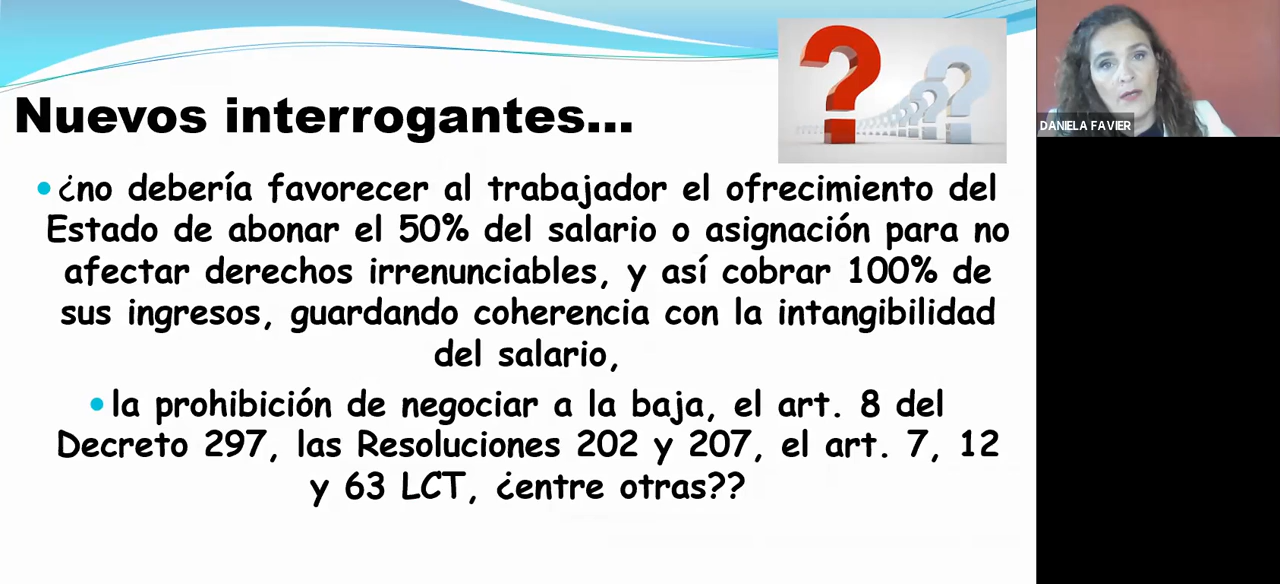 Nuevos interrogantes...
¿no debería favorecer al trabajador el ofrecimiento del
Estado de abonar el 50% del salario o asignación para no
afectar derechos irrenunciables, y así cobrar 100% de
sus ingresos, guardando coherencia con la intangibilidad
del salario,
la prohibición de negociar a la baja, el art. 8 del
Decreto 297, las Resoluciones 202 y 207, el art. 7, 12
y 63 LCT, ¿entre otras??
DANIELA FAVIER